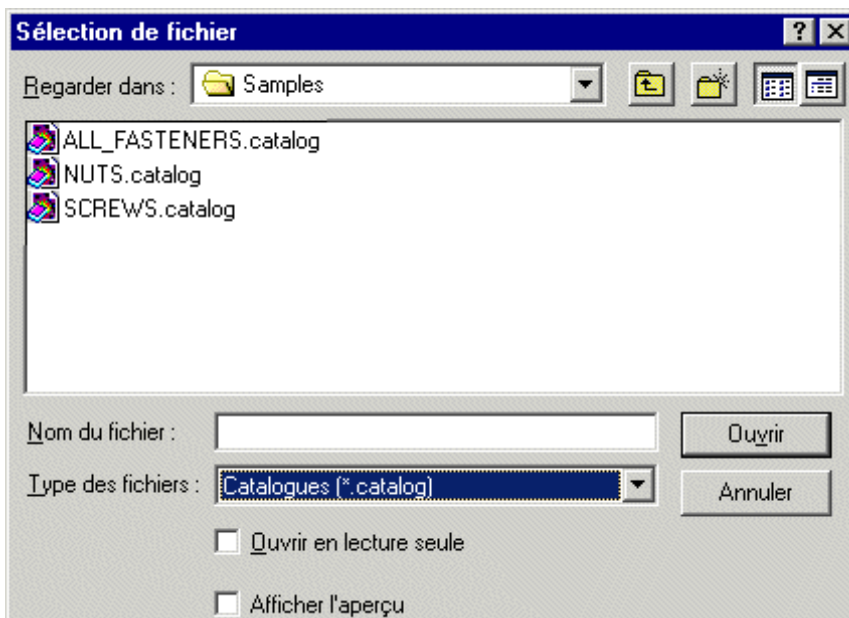 Sélection de fichier
Regarder dans : Samples
ALL_FASTENERS.catalog
NUTS.catalog
SCREWS.catalog
Nom du fichier : Ouvrir
Type des fichiers : Catalogues (*.catalog) Annuler
Ouvrir en lecture seule
Afficher l'aperçu